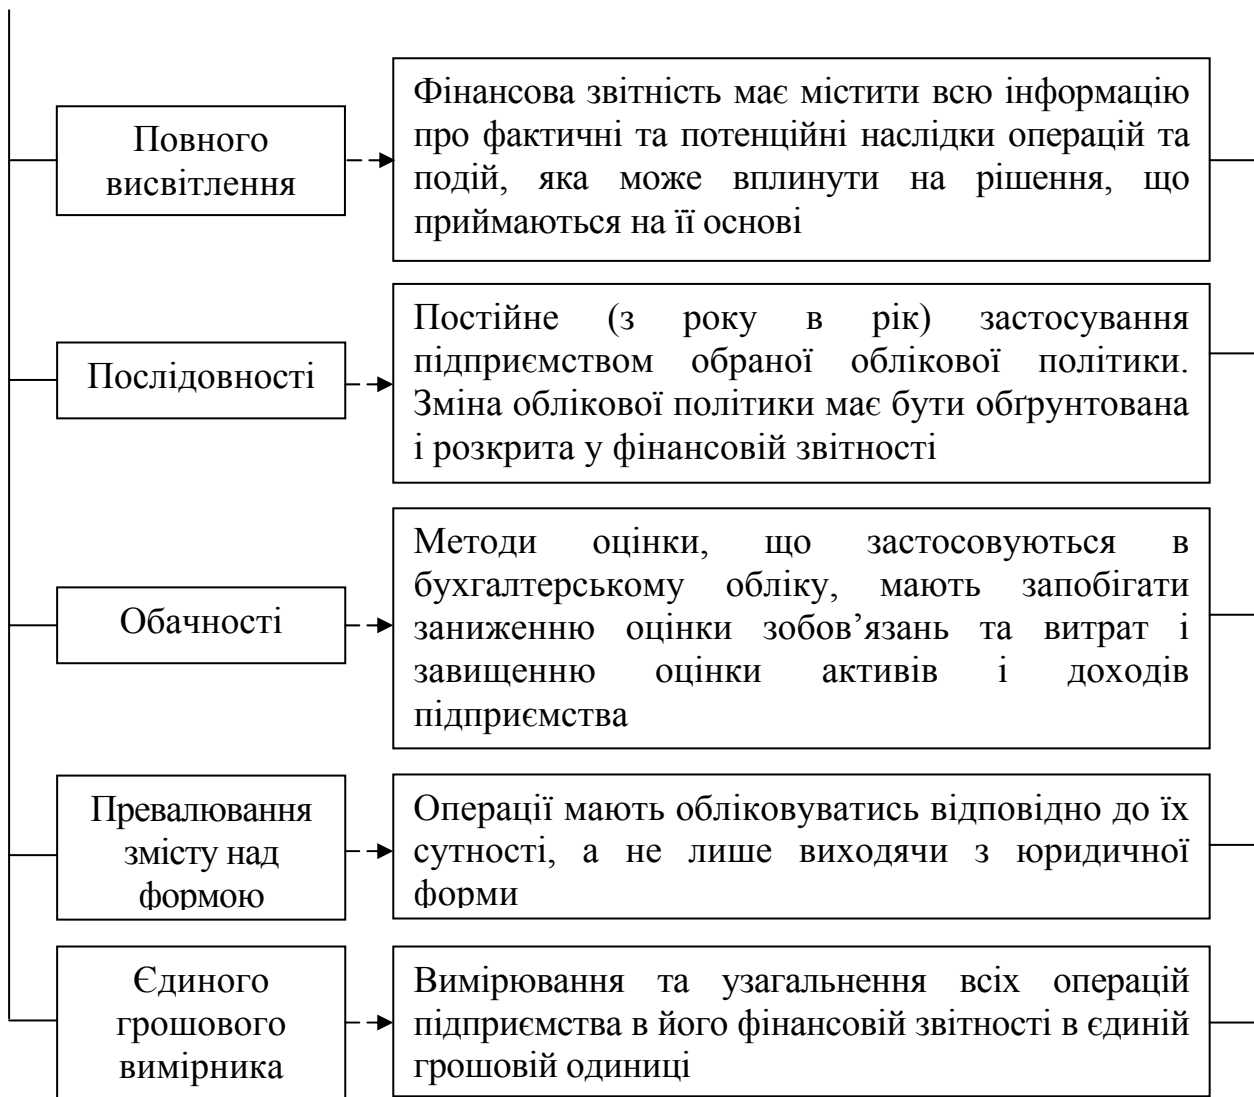 Повного
висвітлення
Фінансова звітність має містити всю інформацію
про фактичні та потенційні наслідки операцій та
подій, яка може вплинути на рішення, що
приймаються на її основі
Послідовності
Постійне (з року в рік) застосування
підприємством обраної облікової політики.
Зміна облікової політики має бути обґрунтована
і розкрита у фінансовій звітності
Обачності
Методи оцінки, що застосовуються в
бухгалтерському обліку, мають запобігати
заниженню оцінки зобов’язань та витрат і
завищенню оцінки активів і доходів
підприємства
Превалювання
змісту над
формою
Операції мають обліковуватись відповідно до їх
сутності, а не лише виходячи з юридичної
форми
Єдиного
грошового
вимірника
Вимірювання та узагальнення всіх операцій
підприємства в його фінансовій звітності в єдиній
грошовій одиниці